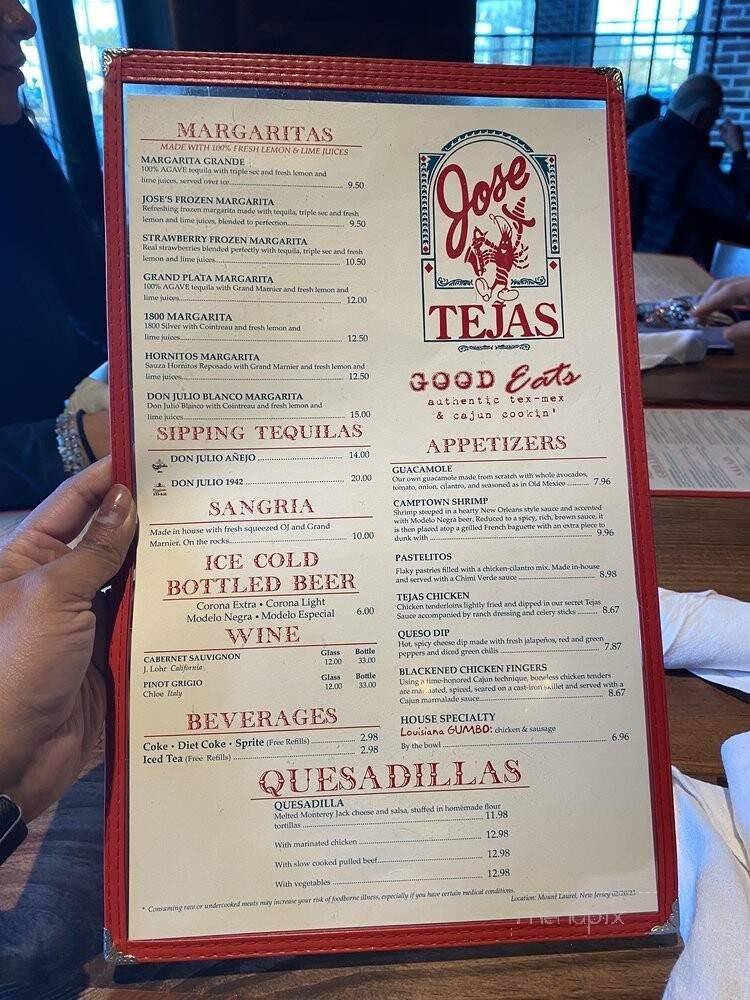 MARGARITAS
MADE WITH 100% FRESH LEMON & LIME JUICES
MARGARITA GRANDE
100% AGAVE tequila with triple sec and fresh lemon and
lime juices, served over ice 9.50
JOSE'S FROZEN MARGARITA
Refreshing frozen margarita made with tequila, triple sec and fresh
lemon and lime juices, blended to perfection 9.50
STRAWBERRY FROZEN MARGARITA
Real strawberries blended perfectly with tequila, triple sec and fresh
lemon and lime juices 10.50
GRAND PLATA MARGARITA
100% AGAVE tequila with Grand Marnier and fresh lemon and
lime juices 12.00
1800 MARGARITA
1800 Silver with Cointreau and fresh lemon and
lime juices 12.50
HORNITOS MARGARITA
Sauza Hornitos Reposado with Grand Marnier and fresh lemon and
lime juices 12.50
DON JULIO BLANCO MARGARITA
Don Julio Blanco with Cointreau and fresh lemon and
lime juices 15.00
SIPPING TEQUILAS
DON JULIO AÑEJO 14.00
DON JULIO 1942 20.00
SANGRIA
Made in house with fresh squeezed OJ and Grand
Marnier. On the rocks 10.00
ICE COLD
BOTTLED BEER
Corona Extra • Corona Light
Modelo Negra • Modelo Especial 6.00
WINE
Glass Bottle
CABERNET SAUVIGNON 12.00 33.00
J. Lohr California
Glass Bottle
PINOT GRIGIO 12.00 33.00
Chloe Italy
BEVERAGES
Coke • Diet Coke • Sprite (Free Refills) 2.98
Iced Tea (Free Refills) 2.98
Jose
TEJAS
GOOD Eats
authentic tex-mex
& cajun cookin'
APPETIZERS
GUACAMOLE
Our own guacamole made from scratch with whole avocados,
tomato, onion, cilantro, and seasoned as in Old Mexico 7.96
CAMPTOWN SHRIMP
Shrimp steeped in a hearty New Orleans style sauce and accented
with Modelo Negra beer. Reduced to a spicy, rich, brown sauce, it
is then placed atop a grilled French baguette with an extra piece to
dunk with 9.96
PASTELITOS
Flaky pastries filled with a chicken-cilantro mix. Made in-house
and served with a Chimi Verde sauce 8.98
TEJAS CHICKEN
Chicken tenderloins lightly fried and dipped in our secret Tejas
Sauce accompanied by ranch dressing and celery sticks 8.67
QUESO DIP
Hot, spicy cheese dip made with fresh jalapeños, red and green
peppers and diced green chilis 7.87
BLACKENED CHICKEN FINGERS
Using a time-honored Cajun technique, boneless chicken tenders
are marinated, spiced, seared on a cast-iron skillet and served with a
Cajun marmalade sauce 8.67
HOUSE SPECIALTY
Louisiana GUMBO: chicken & sausage
By the bowl 6.96
QUESADILLAS
QUESADILLA
Melted Monterey Jack cheese and salsa, stuffed in homemade flour
tortillas 11.98
With marinated chicken 12.98
With slow cooked pulled beef 12.98
With vegetables 12.98
* Consuming raw or undercooked meats may increase your risk of foodborne illness, especially if you have certain medical conditions.
Location: Mount Laurel, New Jersey 02/20/23
menupix